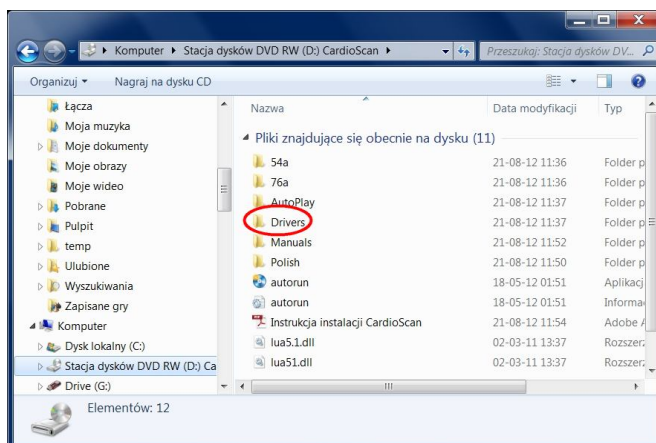 Komputer ▸ Stacja dysków DVD RW (D:) CardioScan ▸
Przeszukaj: Stacja dysków DV...
Organizuj ▾ Nagraj na dysku CD
Łącza
Moja muzyka
Moje dokumenty
Moje obrazy
Moje wideo
Pobrane
Pulpit
temp
Ulubione
Wyszukiwania
Zapisane gry
Komputer
Dysk lokalny (C:)
Stacja dysków DVD RW (D:) Ca
Drive (G:)
Nazwa Data modyfikacji Typ
Pliki znajdujące się obecnie na dysku (11)
54a 21-08-12 11:36 Folder p
76a 21-08-12 11:36 Folder p
AutoPlay 21-08-12 11:37 Folder p
Drivers 21-08-12 11:37 Folder p
Manuals 21-08-12 11:52 Folder p
Polish 21-08-12 11:50 Folder p
autorun 18-05-12 01:51 Aplikacj
autorun 18-05-12 01:51 Informa
Instrukcja instalacji CardioScan 21-08-12 11:54 Adobe A
lua5.1.dll 02-03-11 13:37 Rozszerz
lua51.dll 02-03-11 13:37 Rozszerz
Elementów: 12